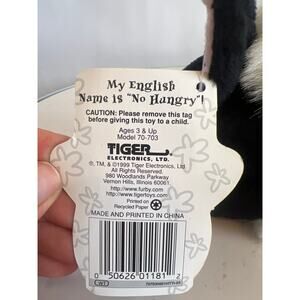 My English
Name is "No Hungry"!
CAUTION: Please remove this tag
before giving this toy to a child.
Ages 3 & Up
Model 70-703
TIGER
ELECTRONICS, LTD.
®, TM, & ©1999 Tiger Electronics, Ltd.
All Rights Reserved.
980 Woodlands Parkway
Vernon Hills, Illinois 60061
www.furby.com
www.tigertoys.com
Printed on
Recycled Paper
MADE AND PRINTED IN CHINA
0 50626 01181 2